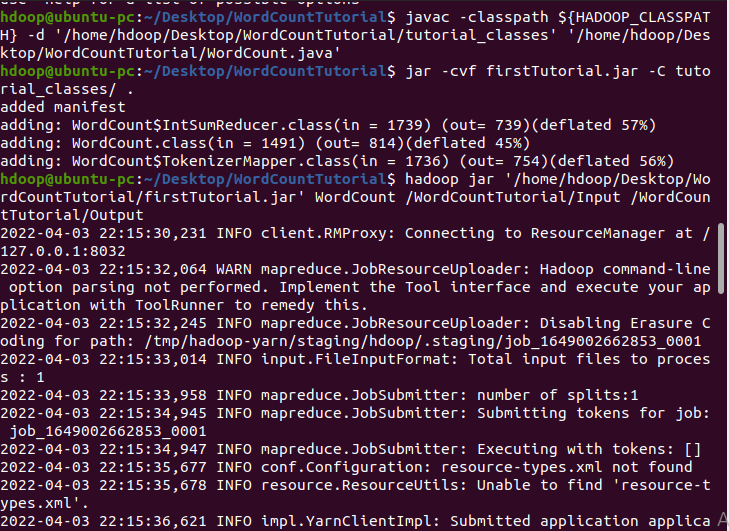 use -help for a list of possible options
hdoop@ubuntu-pc:~/Desktop/WordCountTutorial$ javac -classpath ${HADOOP_CLASSPAT
H} -d '/home/hdoop/Desktop/WordCountTutorial/tutorial_classes' '/home/hdoop/Des
ktop/WordCountTutorial/WordCount.java'
hdoop@ubuntu-pc:~/Desktop/WordCountTutorial$ jar -cvf firstTutorial.jar -C tuto
rial_classes/ .
added manifest
adding: WordCount$IntSumReducer.class(in = 1739) (out= 739)(deflated 57%)
adding: WordCount.class(in = 1491) (out= 814)(deflated 45%)
adding: WordCount$TokenizerMapper.class(in = 1736) (out= 754)(deflated 56%)
hdoop@ubuntu-pc:~/Desktop/WordCountTutorial$ hadoop jar '/home/hdoop/Desktop/Wo
rdCountTutorial/firstTutorial.jar' WordCount /WordCountTutorial/Input /WordCoun
tTutorial/Output
2022-04-03 22:15:30,231 INFO client.RMProxy: Connecting to ResourceManager at /
127.0.0.1:8032
2022-04-03 22:15:32,064 WARN mapreduce.JobResourceUploader: Hadoop command-line
 option parsing not performed. Implement the Tool interface and execute your ap
plication with ToolRunner to remedy this.
2022-04-03 22:15:32,245 INFO mapreduce.JobResourceUploader: Disabling Erasure C
oding for path: /tmp/hadoop-yarn/staging/hdoop/.staging/job_1649002662853_0001
2022-04-03 22:15:33,014 INFO input.FileInputFormat: Total input files to proces
s : 1
2022-04-03 22:15:33,958 INFO mapreduce.JobSubmitter: number of splits:1
2022-04-03 22:15:34,945 INFO mapreduce.JobSubmitter: Submitting tokens for job:
 job_1649002662853_0001
2022-04-03 22:15:34,947 INFO mapreduce.JobSubmitter: Executing with tokens: []
2022-04-03 22:15:35,677 INFO conf.Configuration: resource-types.xml not found
2022-04-03 22:15:35,678 INFO resource.ResourceUtils: Unable to find 'resource-t
ypes.xml'.
2022-04-03 22:15:36,621 INFO impl.YarnClientImpl: Submitted application applica